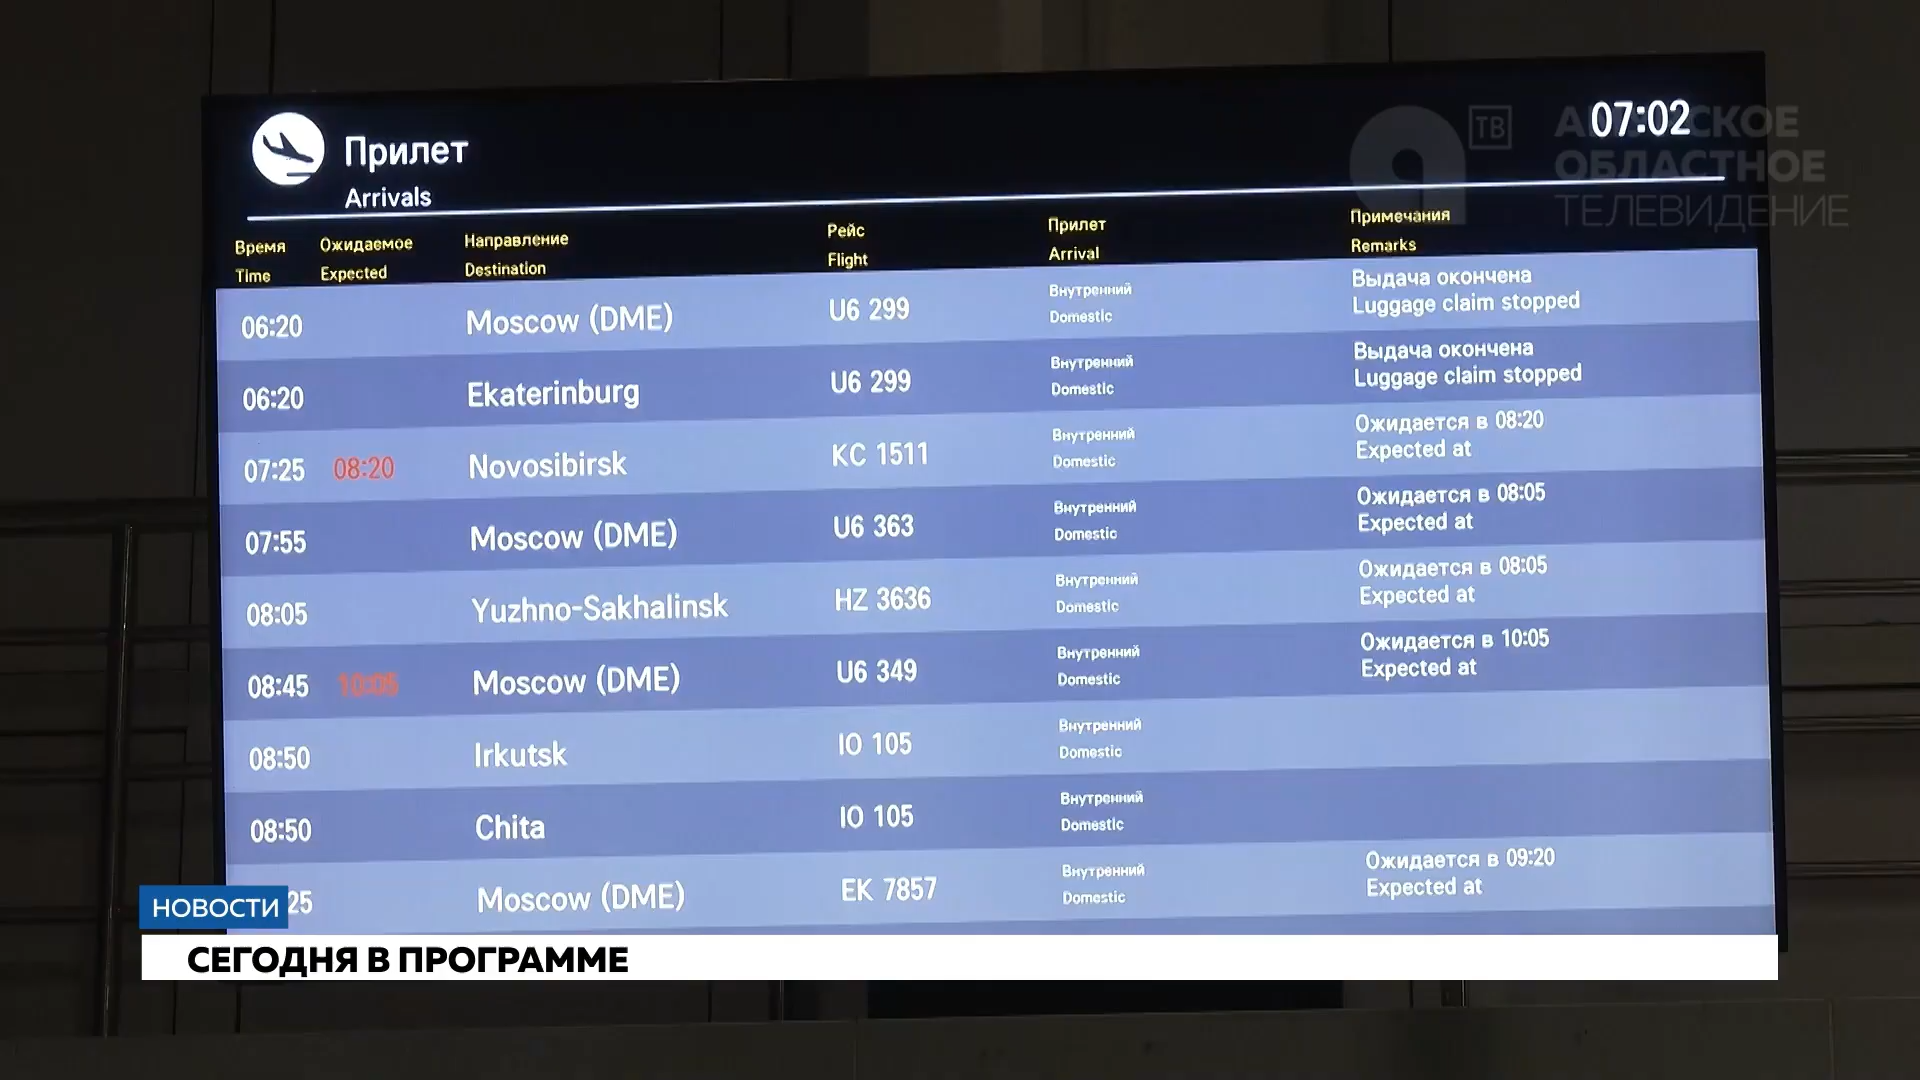 Прилет
Arrivals
07:02
ТВ
ОБЛАСТНОЕ
ТЕЛЕВИДЕНИЕ
Время Ожидаемое Направление Рейс Прилет Примечания
Time Expected Destination Flight Arrival Remarks
06:20 Moscow (DME) U6 299 Внутренний Domestic Выдача окончена Luggage claim stopped
06:20 Ekaterinburg U6 299 Внутренний Domestic Выдача окончена Luggage claim stopped
07:25 08:20 Novosibirsk KC 1511 Внутренний Domestic Ожидается в 08:20 Expected at
07:55 Moscow (DME) U6 363 Внутренний Domestic Ожидается в 08:05 Expected at
08:05 Yuzhno-Sakhalinsk HZ 3636 Внутренний Domestic Ожидается в 08:05 Expected at
08:45 10:05 Moscow (DME) U6 349 Внутренний Domestic Ожидается в 10:05 Expected at
08:50 Irkutsk IO 105 Внутренний Domestic
08:50 Chita IO 105 Внутренний Domestic
25 Moscow (DME) EK 7857 Внутренний Domestic Ожидается в 09:20 Expected at
НОВОСТИ
СЕГОДНЯ В ПРОГРАММЕ